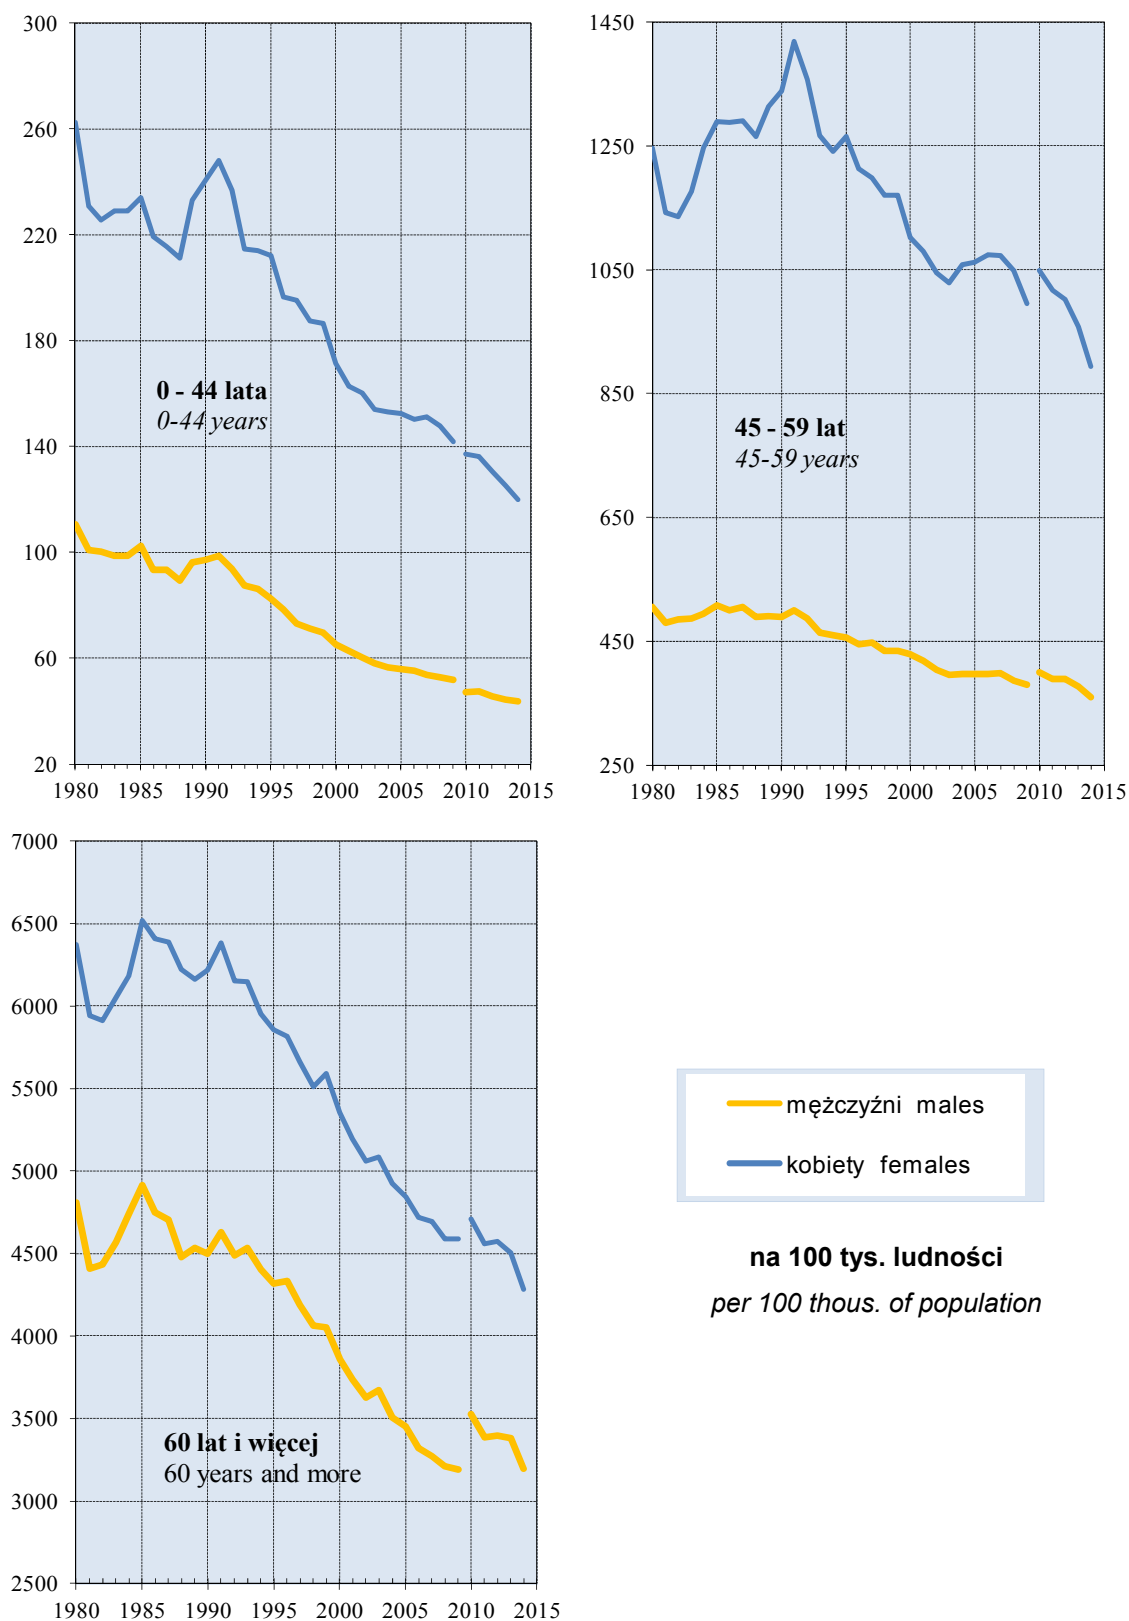 300
260
220
180
140
100
60
20
1980 1985 1990 1995 2000 2005 2010 2015
0 - 44 lata
0-44 years
1450
1250
1050
850
650
450
250
1980 1985 1990 1995 2000 2005 2010 2015
45 - 59 lat
45-59 years
7000
6500
6000
5500
5000
4500
4000
3500
3000
2500
1980 1985 1990 1995 2000 2005 2010 2015
60 lat i więcej
60 years and more
mężczyźni males
kobiety females
na 100 tys. ludności
per 100 thous. of population